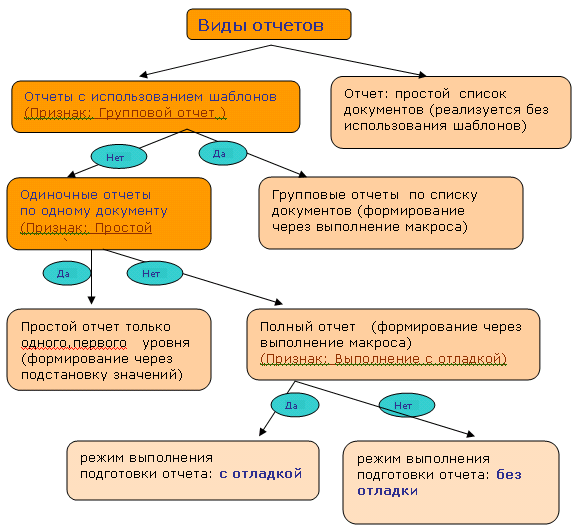 Виды отчетов
Отчеты с использованием шаблонов
(Признак: Групповой отчет )
Отчет: простой список
документов (реализуется без
использования шаблонов)
Нет
Да
Одиночные отчеты
по одному документу
(Признак: Простой
Групповые отчеты по списку
документов (формирование
через выполнение макроса)
Да
Нет
Простой отчет только
одного,первого уровня
(формирование через
подстановку значений)
Полный отчет (формирование через
выполнение макроса)
(Признак: Выполнение с отладкой)
Да
Нет
режим выполнения
подготовки отчета: с отладкой
режим выполнения
подготовки отчета: без
отладки